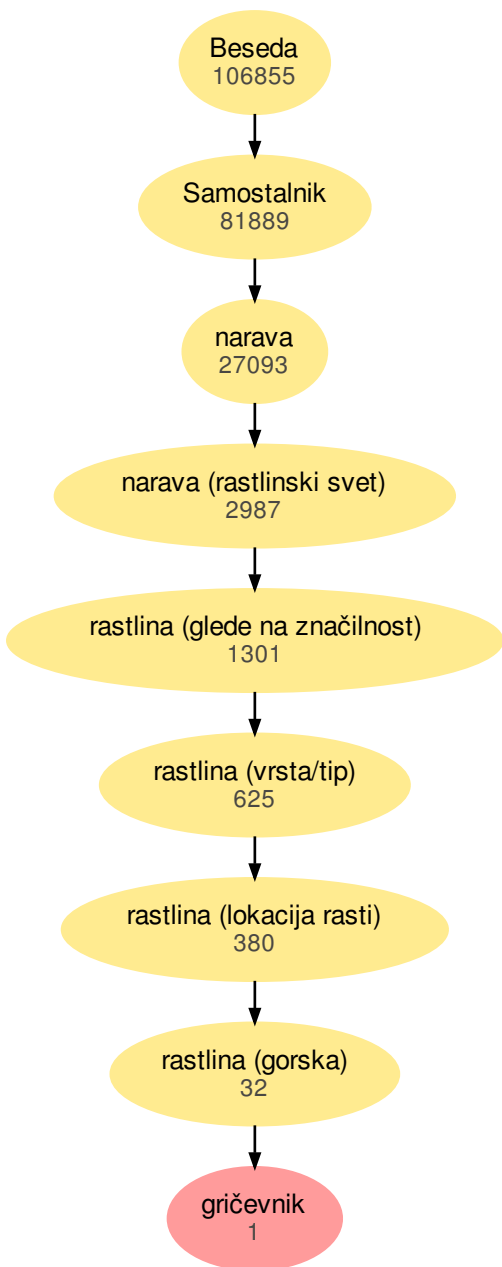 Beseda
106855
Samostalnik
81889
narava
27093
narava (rastlinski svet)
2987
rastlina (glede na značilnost)
1301
rastlina (vrsta/tip)
625
rastlina (lokacija rasti)
380
rastlina (gorska)
32
gričevnik
1